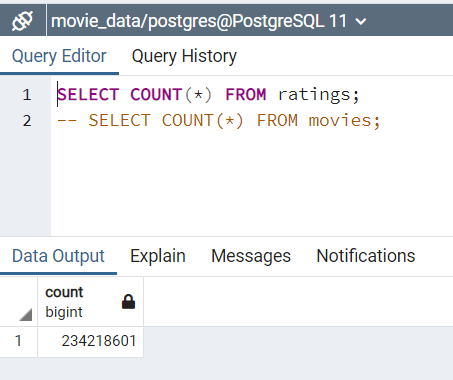 movie_data/postgres@PostgreSQL 11
Query Editor Query History
1 SELECT COUNT(*) FROM ratings;
2 -- SELECT COUNT(*) FROM movies;
Data Output Explain Messages Notifications
count
bigint
1 234218601